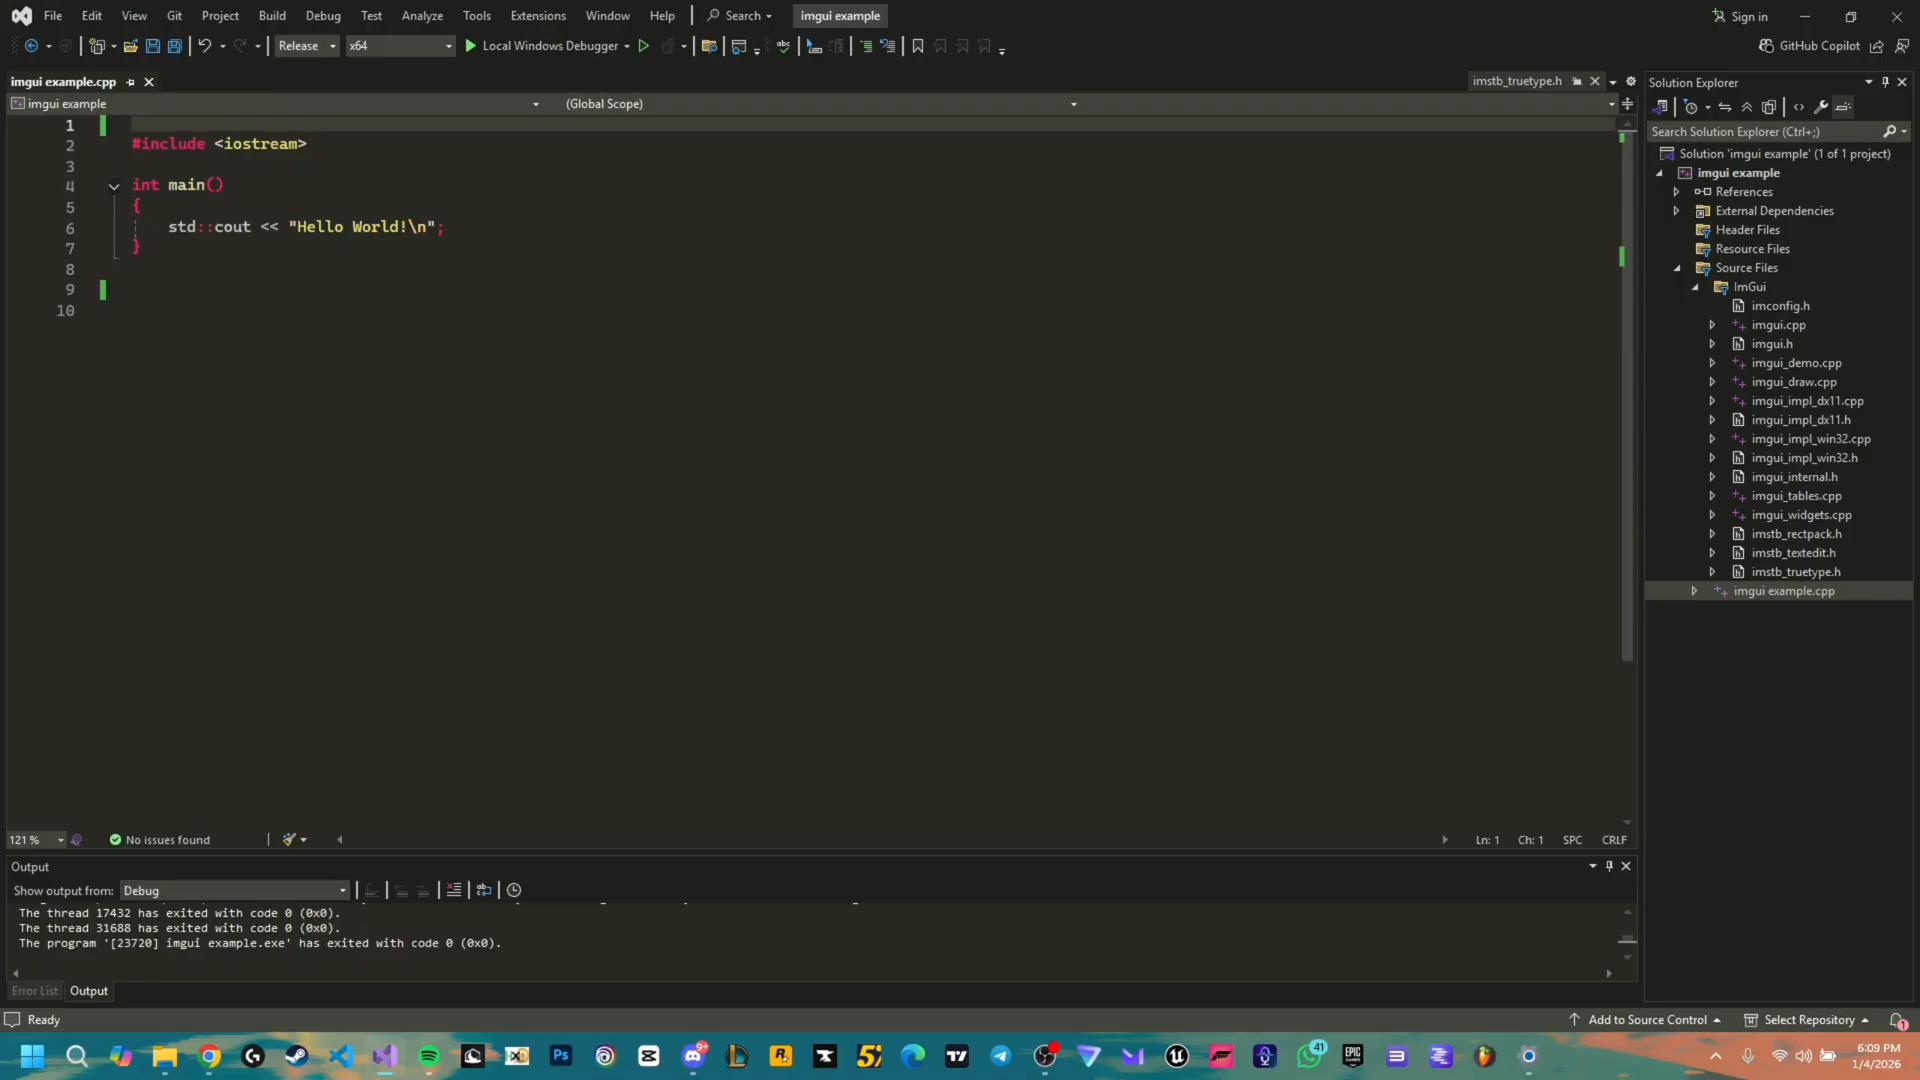 File Edit View Git Project Build Debug Test Analyze Tools Extensions Window Help Search imgui example Sign in
Release x64 Local Windows Debugger GitHub Copilot
imgui example.cpp imstb_truetype.h
imgui example (Global Scope)
1
2 #include <iostream>
3
4 int main()
5 {
6 std::cout << "Hello World!\n";
7 }
8
9
10
121 % No issues found Ln: 1 Ch: 1 SPC CRLF
Output
Show output from: Debug
The thread 17432 has exited with code 0 (0x0).
The thread 31688 has exited with code 0 (0x0).
The program '[23720] imgui example.exe' has exited with code 0 (0x0).
Error List Output
Solution Explorer
Search Solution Explorer (Ctrl+;)
Solution 'imgui example' (1 of 1 project)
imgui example
References
External Dependencies
Header Files
Resource Files
Source Files
ImGui
imconfig.h
imgui.cpp
imgui.h
imgui_demo.cpp
imgui_draw.cpp
imgui_impl_dx11.cpp
imgui_impl_dx11.h
imgui_impl_win32.cpp
imgui_impl_win32.h
imgui_internal.h
imgui_tables.cpp
imgui_widgets.cpp
imstb_rectpack.h
imstb_textedit.h
imstb_truetype.h
imgui example.cpp
Ready Add to Source Control Select Repository 1
Ps 9+ 41 EPIC GAMES
6:09 PM
1/4/2026